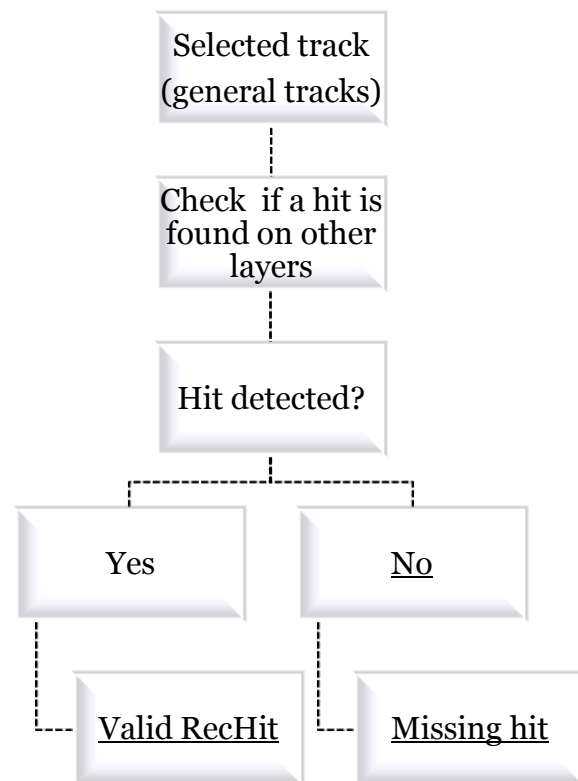 Selected track
(general tracks)
Check  if a hit is
found on other
layers
Hit detected?
Yes
No
Valid RecHit
Missing hit